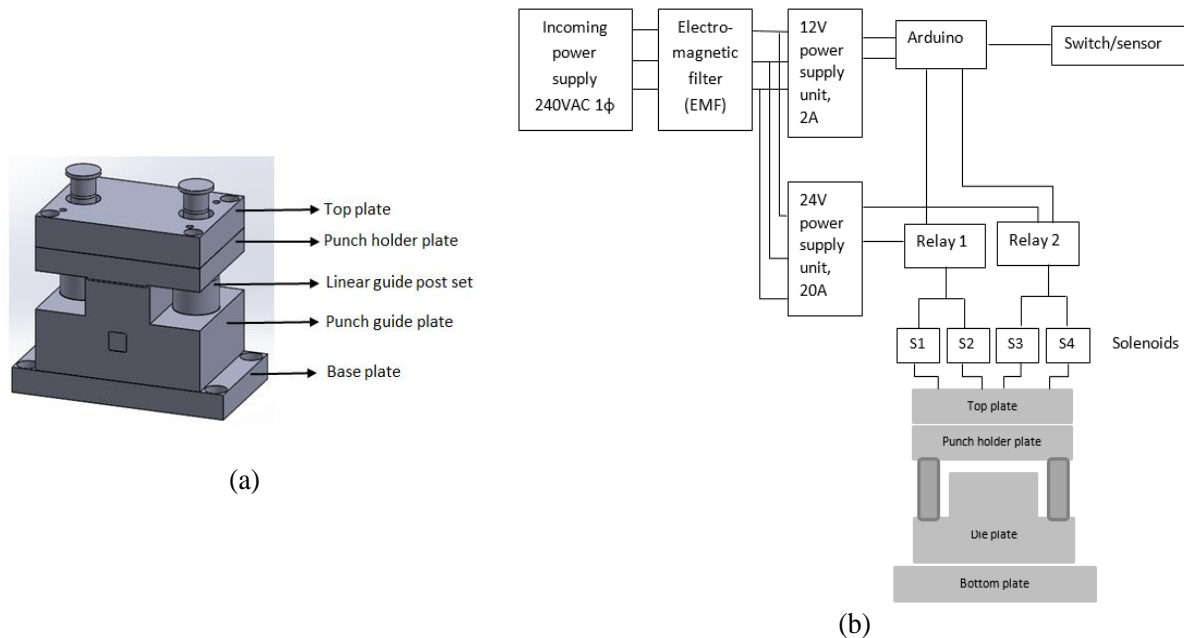 Top plate
Punch holder plate
Linear guide post set
Punch guide plate
Base plate
(a)
Incoming
power
supply
240VAC 1ϕ
Electro-
magnetic
filter
(EMF)
12V
power
supply
unit,
2A
Arduino
Switch/sensor
24V
power
supply
unit,
20A
Relay 1
Relay 2
S1
S2
S3
S4
Solenoids
Top plate
Punch holder plate
Die plate
Bottom plate
(b)